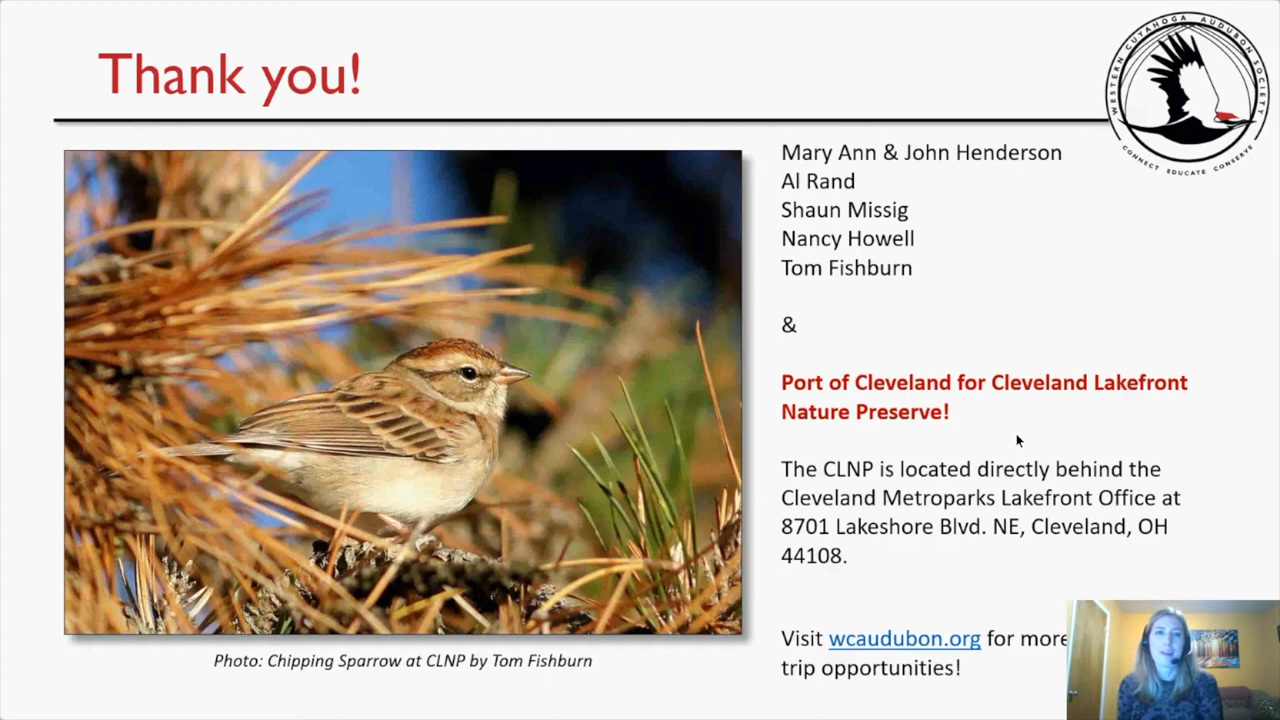 Thank you!
WESTERN CUYAHOGA AUDUBON SOCIETY
CONNECT EDUCATE CONSERVE
Mary Ann & John Henderson
Al Rand
Shaun Missig
Nancy Howell
Tom Fishburn
&
Port of Cleveland for Cleveland Lakefront
Nature Preserve!
The CLNP is located directly behind the
Cleveland Metroparks Lakefront Office at
8701 Lakeshore Blvd. NE, Cleveland, OH
44108.
Visit wcaudubon.org for more
trip opportunities!
Photo: Chipping Sparrow at CLNP by Tom Fishburn